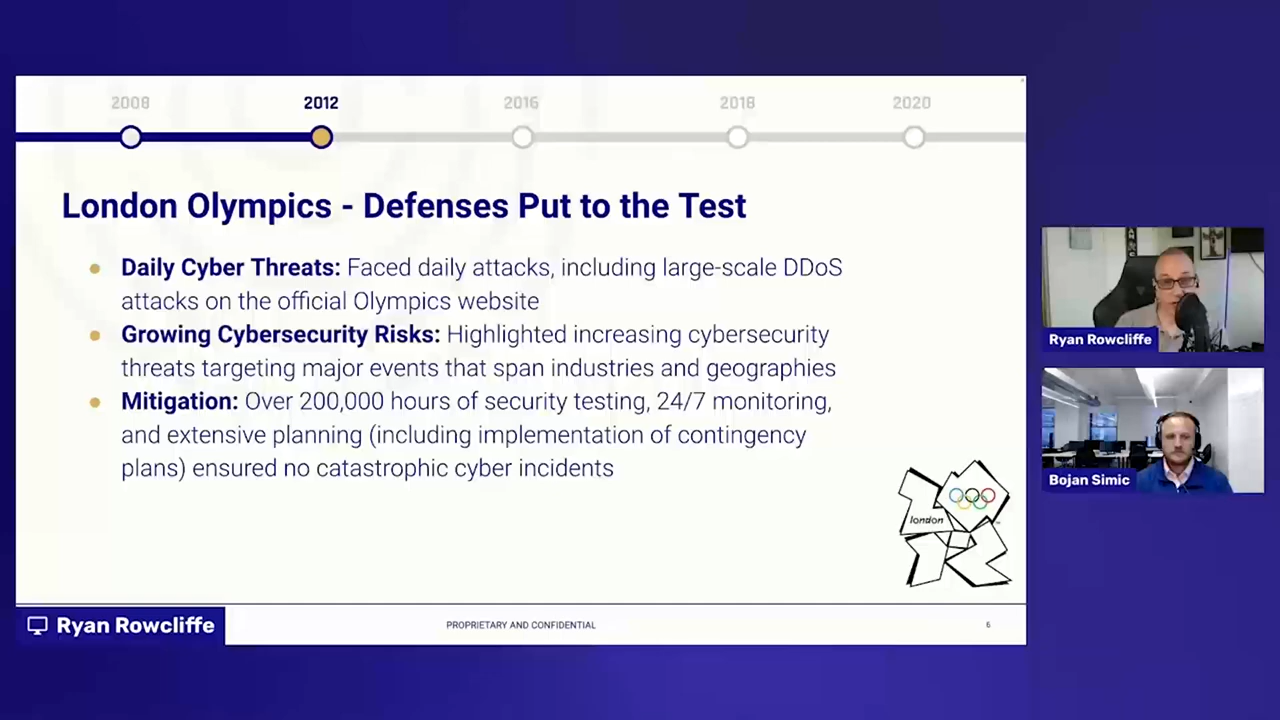 2008
2012
2016
2018
2020
London Olympics - Defenses Put to the Test
Daily Cyber Threats: Faced daily attacks, including large-scale DDoS
attacks on the official Olympics website
Growing Cybersecurity Risks: Highlighted increasing cybersecurity
threats targeting major events that span industries and geographies
Mitigation: Over 200,000 hours of security testing, 24/7 monitoring,
and extensive planning (including implementation of contingency
plans) ensured no catastrophic cyber incidents
london
Ryan Rowcliffe
PROPRIETARY AND CONFIDENTIAL
6
Ryan Rowcliffe
Bojan Simic